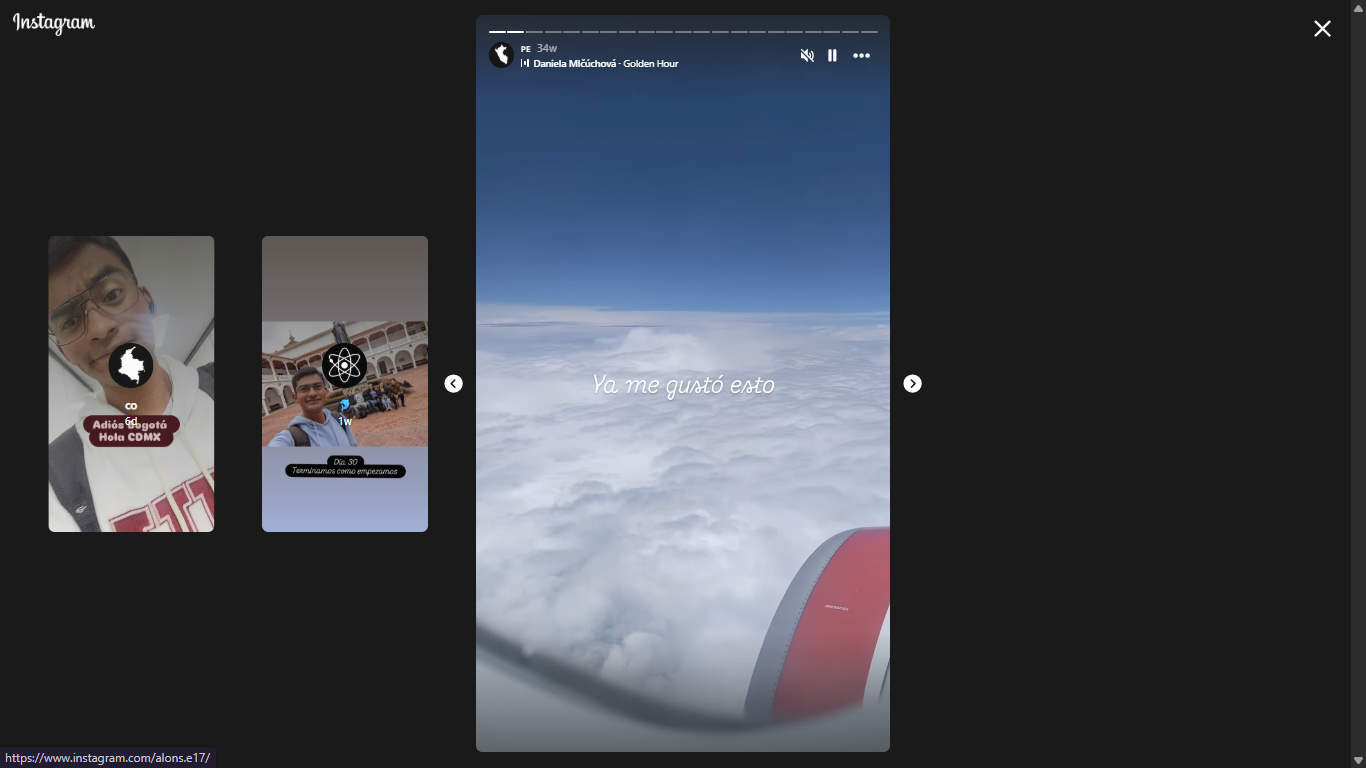 Instagram
PE 34w
Daniela Mlčúchová · Golden Hour
Ya me gustó esto
CO
6d
Adiós Bogotá
Hola CDMX
1w
Día 30
Terminamos como empezamos
https://www.instagram.com/alons.e17/